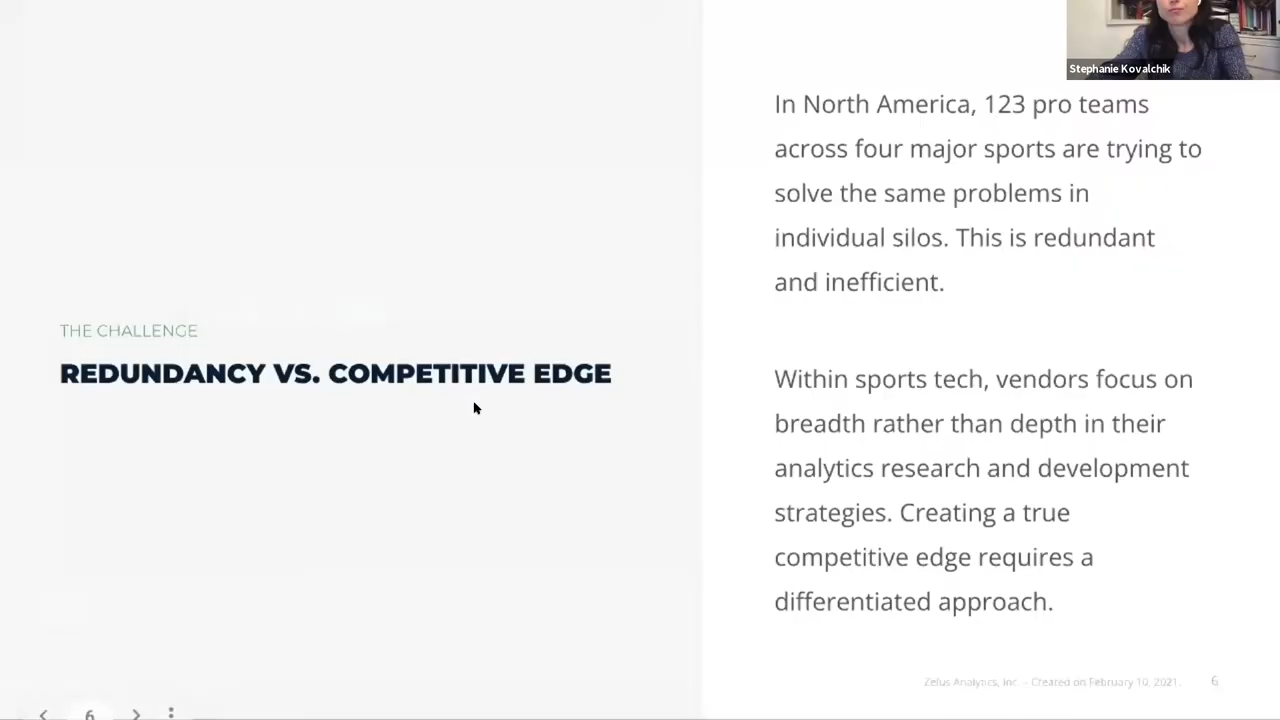 Stephanie Kovalchik
In North America, 123 pro teams
across four major sports are trying to
solve the same problems in
individual silos. This is redundant
and inefficient.
THE CHALLENGE
REDUNDANCY VS. COMPETITIVE EDGE
Within sports tech, vendors focus on
breadth rather than depth in their
analytics research and development
strategies. Creating a true
competitive edge requires a
differentiated approach.
Zelus Analytics, Inc. – Created on February 10, 2021.
6
6